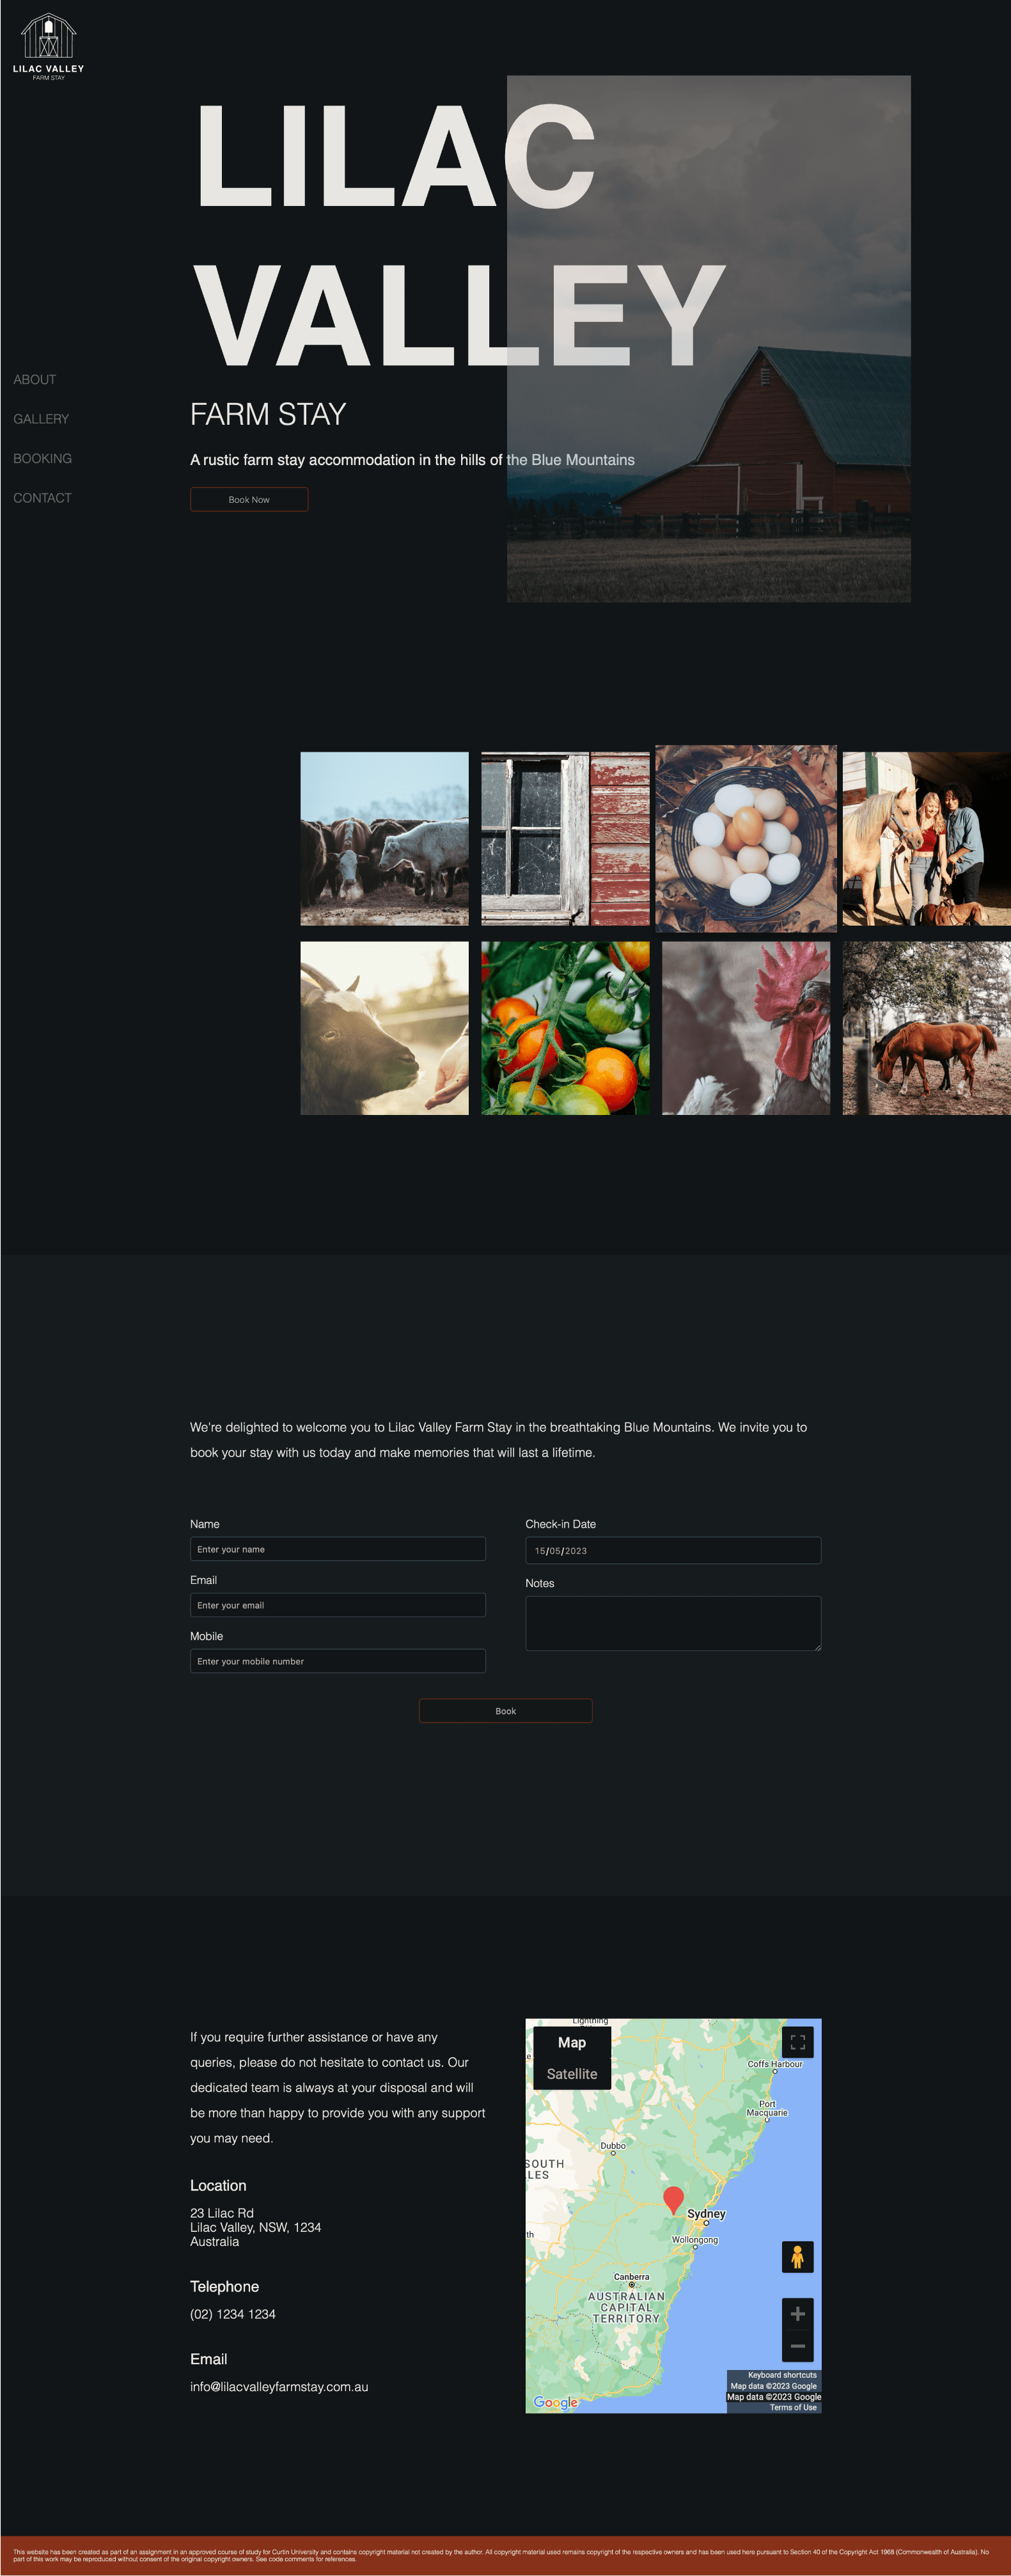 LILAC VALLEY
FARM STAY
LILAC
VALLEY
FARM STAY
A rustic farm stay accommodation in the hills of the Blue Mountains
Book Now
ABOUT
GALLERY
BOOKING
CONTACT
We're delighted to welcome you to Lilac Valley Farm Stay in the breathtaking Blue Mountains. We invite you to
book your stay with us today and make memories that will last a lifetime.
Name
Enter your name
Email
Enter your email
Mobile
Enter your mobile number
Check-in Date
15/05/2023
Notes
Book
If you require further assistance or have any
queries, please do not hesitate to contact us. Our
dedicated team is always at your disposal and will
be more than happy to provide you with any support
you may need.
Location
23 Lilac Rd
Lilac Valley, NSW, 1234
Australia
Telephone
(02) 1234 1234
Email
info@lilacvalleyfarmstay.com.au
Lightning
Map
Satellite
Coffs Harbour
Port
Macquarie
Dubbo
SOUTH
LES
Sydney
th
Wollongong
Canberra
AUSTRALIAN
CAPITAL
TERRITORY
Keyboard shortcuts
Map data ©2023 Google
Map data ©2023 Google
Terms of Use
Google
This website has been created as part of an assignment in an approved course of study for Curtin University and contains copyright material not created by the author. All copyright material used remains copyright of the respective owners and has been used here pursuant to Section 40 of the Copyright Act 1968 (Commonwealth of Australia). No
part of this work may be reproduced without consent of the original copyright owners. See code comments for references.